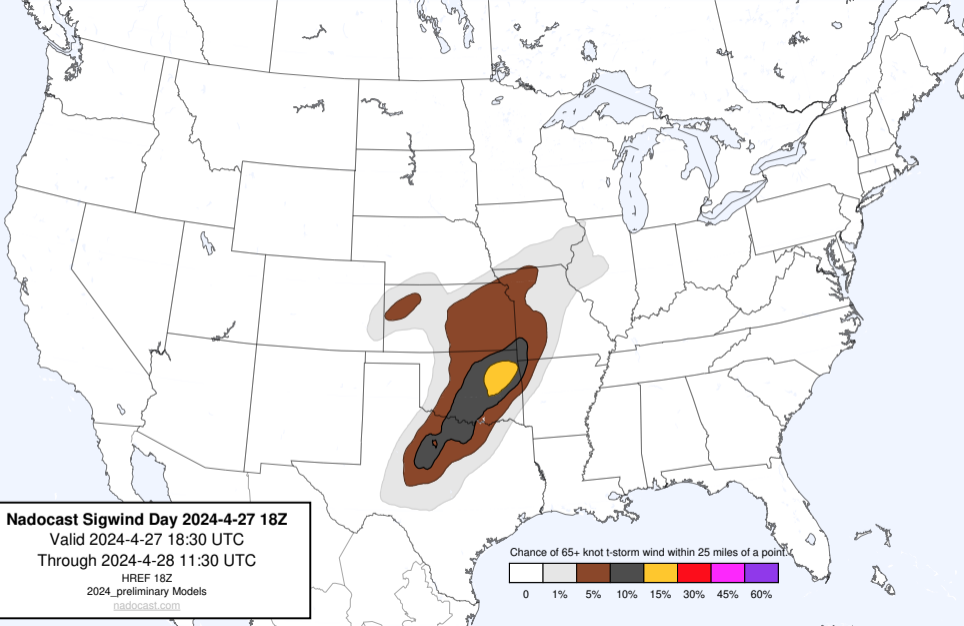 Nadocast Sigwind Day 2024-4-27 18Z
Valid 2024-4-27 18:30 UTC
Through 2024-4-28 11:30 UTC
HREF 18Z
2024_preliminary Models
nadocast.com
Chance of 65+ knot t-storm wind within 25 miles of a point.
0 1% 5% 10% 15% 30% 45% 60%